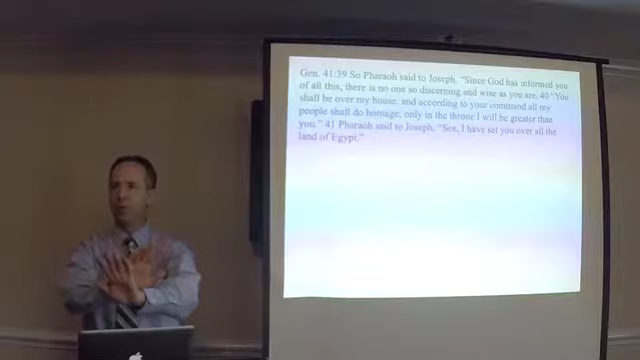 Gen. 41:39 So Pharaoh said to Joseph, "Since God has informed you
of all this, there is no one so discerning and wise as you are. 40 "You
shall be over my house, and according to your command all my
people shall do homage; only in the throne I will be greater than
you." 41 Pharaoh said to Joseph, "See, I have set you over all the
land of Egypt."